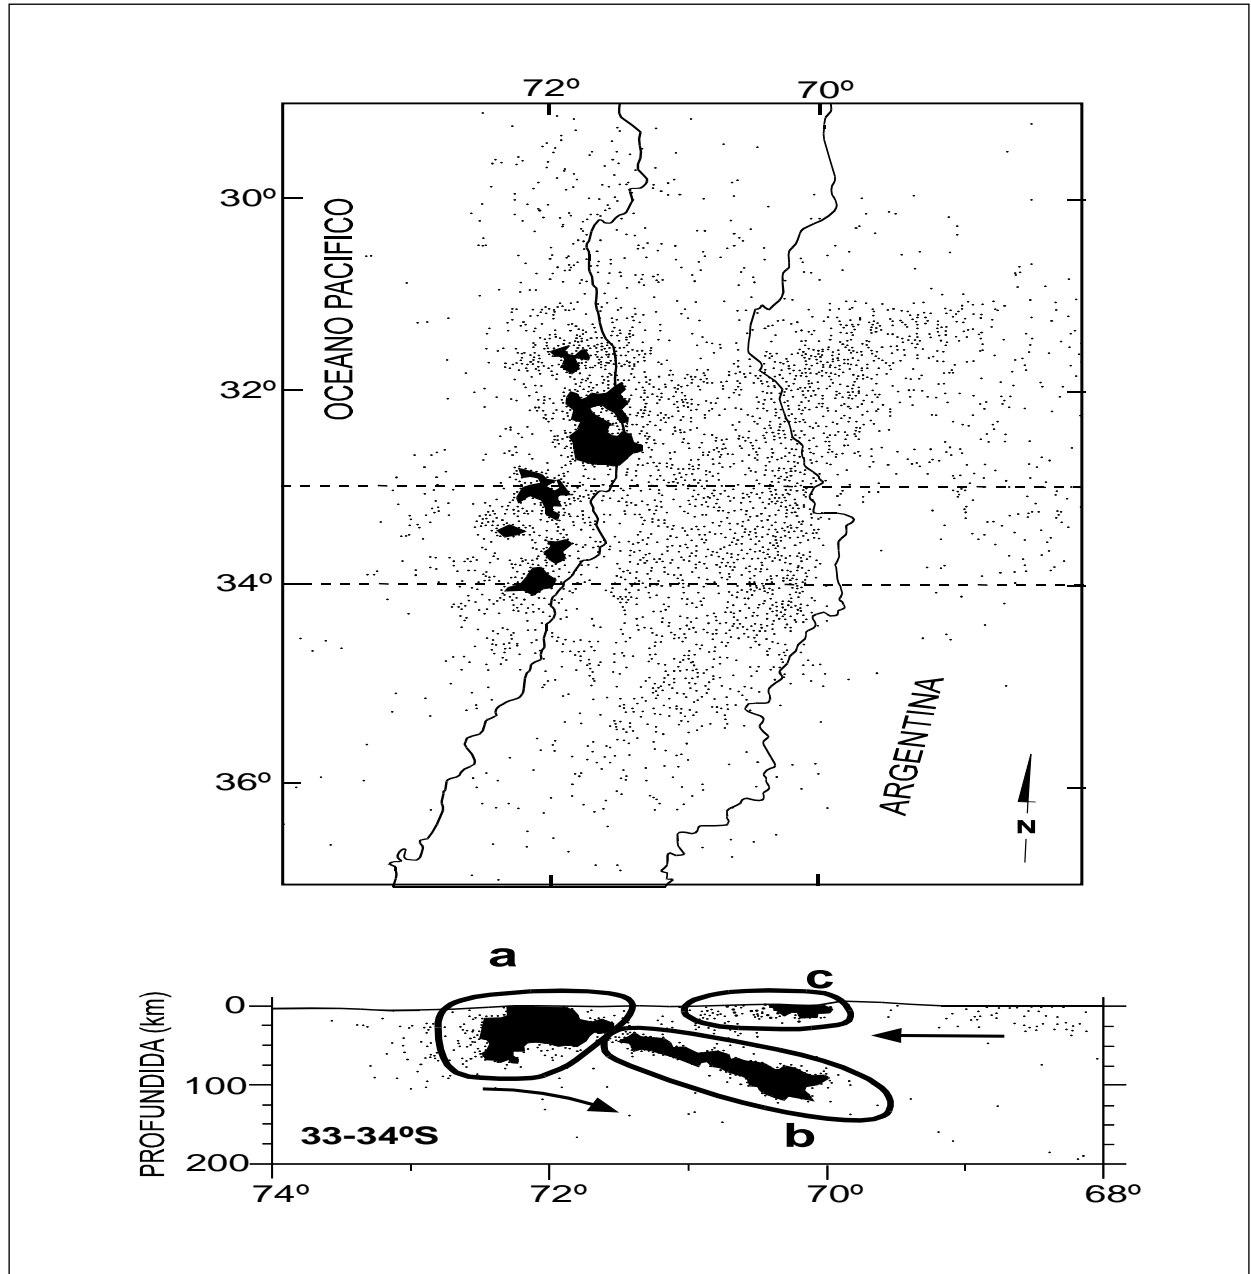 72º 70º
30º
OCEANO PACIFICO
32º
34º
36º
ARGENTINA
N
a
c
PROFUNDIDA (km)
0
100
b
33-34ºS
200
74º 72º 70º 68º